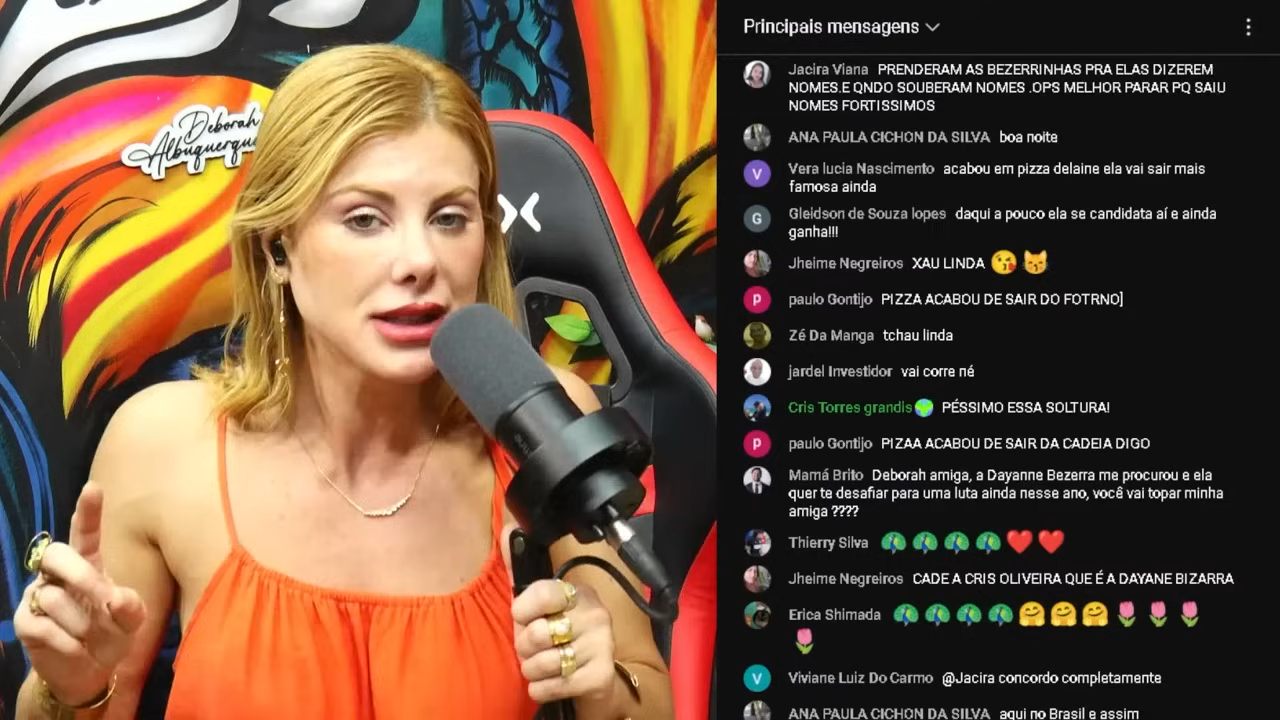 Deborah
Albuquerque
Principais mensagens
Jacira Viana PRENDERAM AS BEZERRINHAS PRA ELAS DIZEREM
NOMES.E QNDO SOUBERAM NOMES .OPS MELHOR PARAR PQ SAIU
NOMES FORTISSIMOS
ANA PAULA CICHON DA SILVA boa noite
V
Vera lucia Nascimento acabou em pizza delaine ela vai sair mais
famosa ainda
G
Gleidson de Souza lopes daqui a pouco ela se candidata aí e ainda
ganha!!!
Jheime Negreiros XAU LINDA 😘 😽
P
paulo Gontijo PIZZA ACABOU DE SAIR DO FOTRNO]
Zé Da Manga tchau linda
jardel Investidor vai corre né
Cris Torres grandis PÉSSIMO ESSA SOLTURA!
P
paulo Gontijo PIZAA ACABOU DE SAIR DA CADEIA DIGO
Mamá Brito Deborah amiga, a Dayanne Bezerra me procurou e ela
quer te desafiar para uma luta ainda nesse ano, você vai topar minha
amiga ????
Thierry Silva 🦚 🦚 🦚 🦚 ❤️ ❤️
Jheime Negreiros CADE A CRIS OLIVEIRA QUE É A DAYANE BIZARRA
Erica Shimada 🦚 🦚 🦚 🦚 🤗 🤗 🤗 🌷 🌷 🌷
🌷
V
Viviane Luiz Do Carmo @Jacira concordo completamente
ANA PAULA CICHON DA SILVA aqui no Brasil e assim